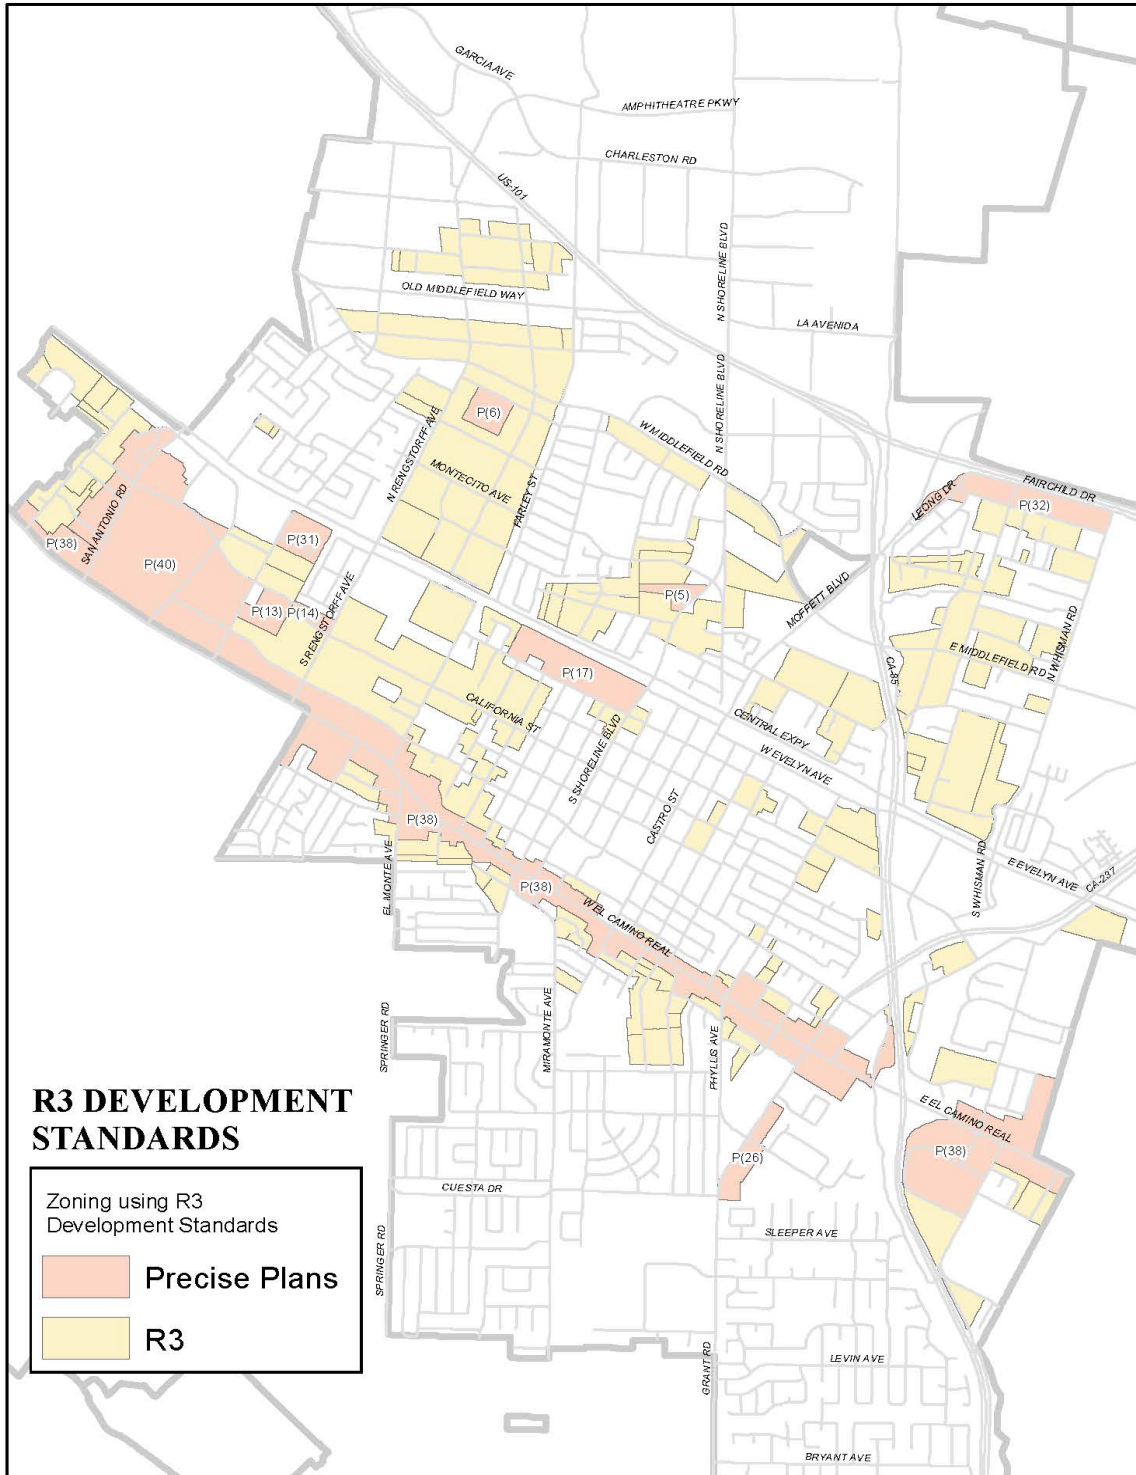 GARCIA AVE
AMPHITHEATRE PKWY
CHARLESTON RD
US-101
N SHORELINE BLVD
OLD MIDDLEFIELD WAY
LA AVENIDA
N SHORELINE BLVD
P(6)
N RENGSTORFF AVE
W MIDDLEFIELD RD
MONTECITO AVE
FARLEY ST
LEONG DR
FAIRCHILD DR
P(32)
SAN ANTONIO RD
P(38)
P(31)
P(40)
P(5)
MOFFETT BLVD
P(13)
P(14)
S RENGSTORFF AVE
N WHISMAN RD
E MIDDLEFIELD RD
CA-85
P(17)
CALIFORNIA ST
CENTRAL EXPY
S SHORELINE BLVD
W EVELYN AVE
CASTRO ST
P(38)
EL MONTE AVE
P(38)
S WHISMAN RD
E EVELYN AVE
CA-237
W EL CAMINO REAL
SPRINGER RD
MIRAMONTE AVE
PHYLLIS AVE
R3 DEVELOPMENT
STANDARDS
E EL CAMINO REAL
P(38)
P(26)
Zoning using R3
Development Standards
CUESTA DR
SLEEPER AVE
SPRINGER RD
Precise Plans
R3
GRANT RD
LEVIN AVE
BRYANT AVE